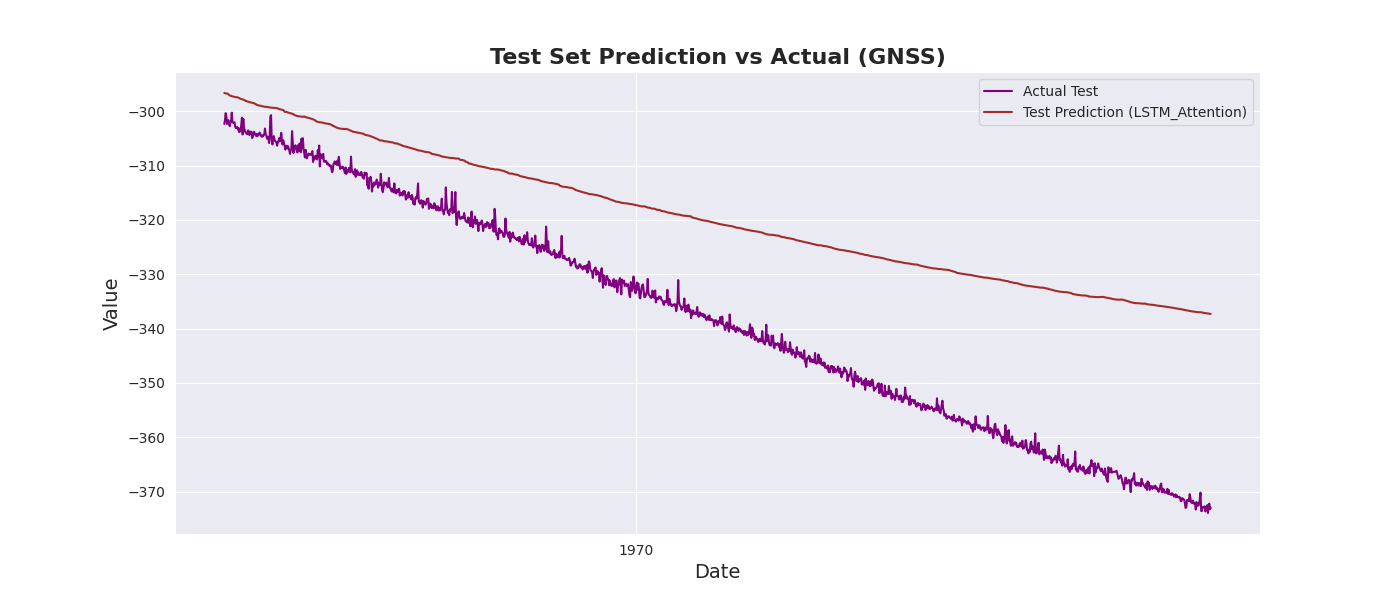 Test Set Prediction vs Actual (GNSS)
Actual Test
Test Prediction (LSTM_Attention)
Value
−300
−310
−320
−330
−340
−350
−360
−370
1970
Date